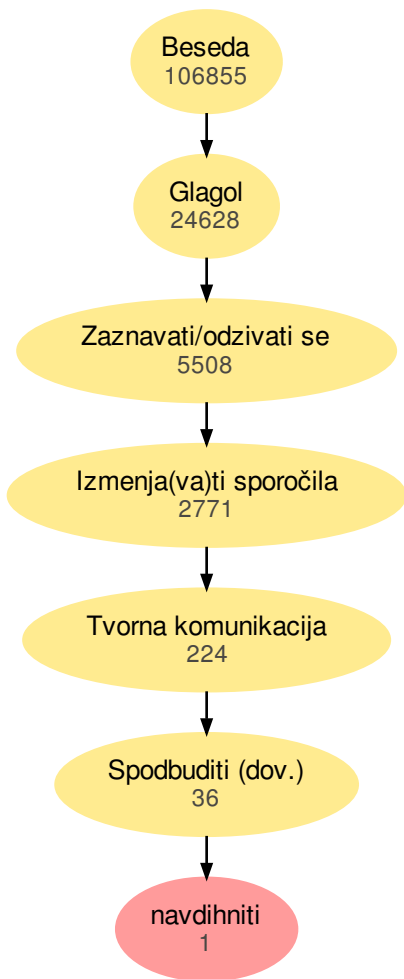 Beseda
106855
Glagol
24628
Zaznavati/odzivati se
5508
Izmenja(va)ti sporočila
2771
Tvorna komunikacija
224
Spodbuditi (dov.)
36
navdihniti
1